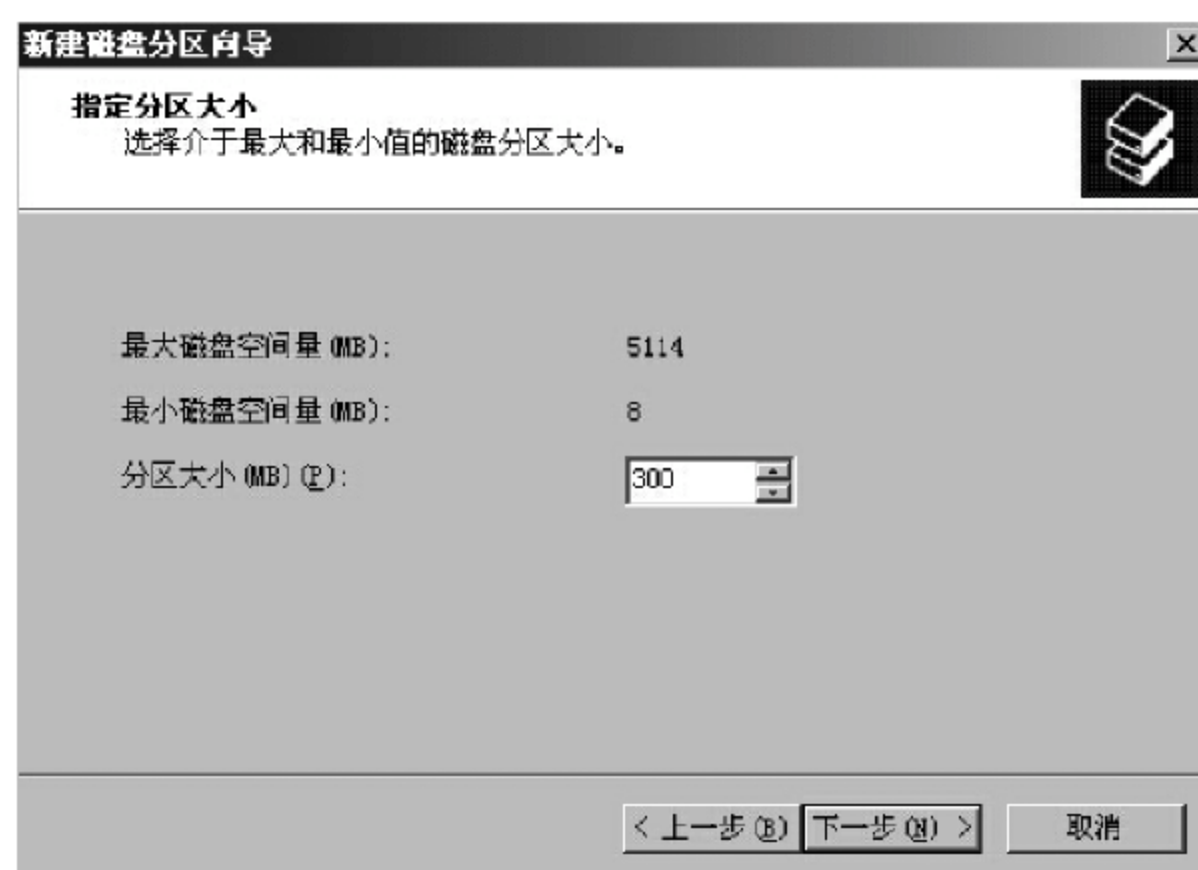 新建磁盘分区向导
指定分区大小
选择介于最大和最小值的磁盘分区大小。
最大磁盘空间量(MB): 5114
最小磁盘空间量(MB): 8
分区大小(MB)(P): 300
< 上一步(B) 下一步(N) > 取消